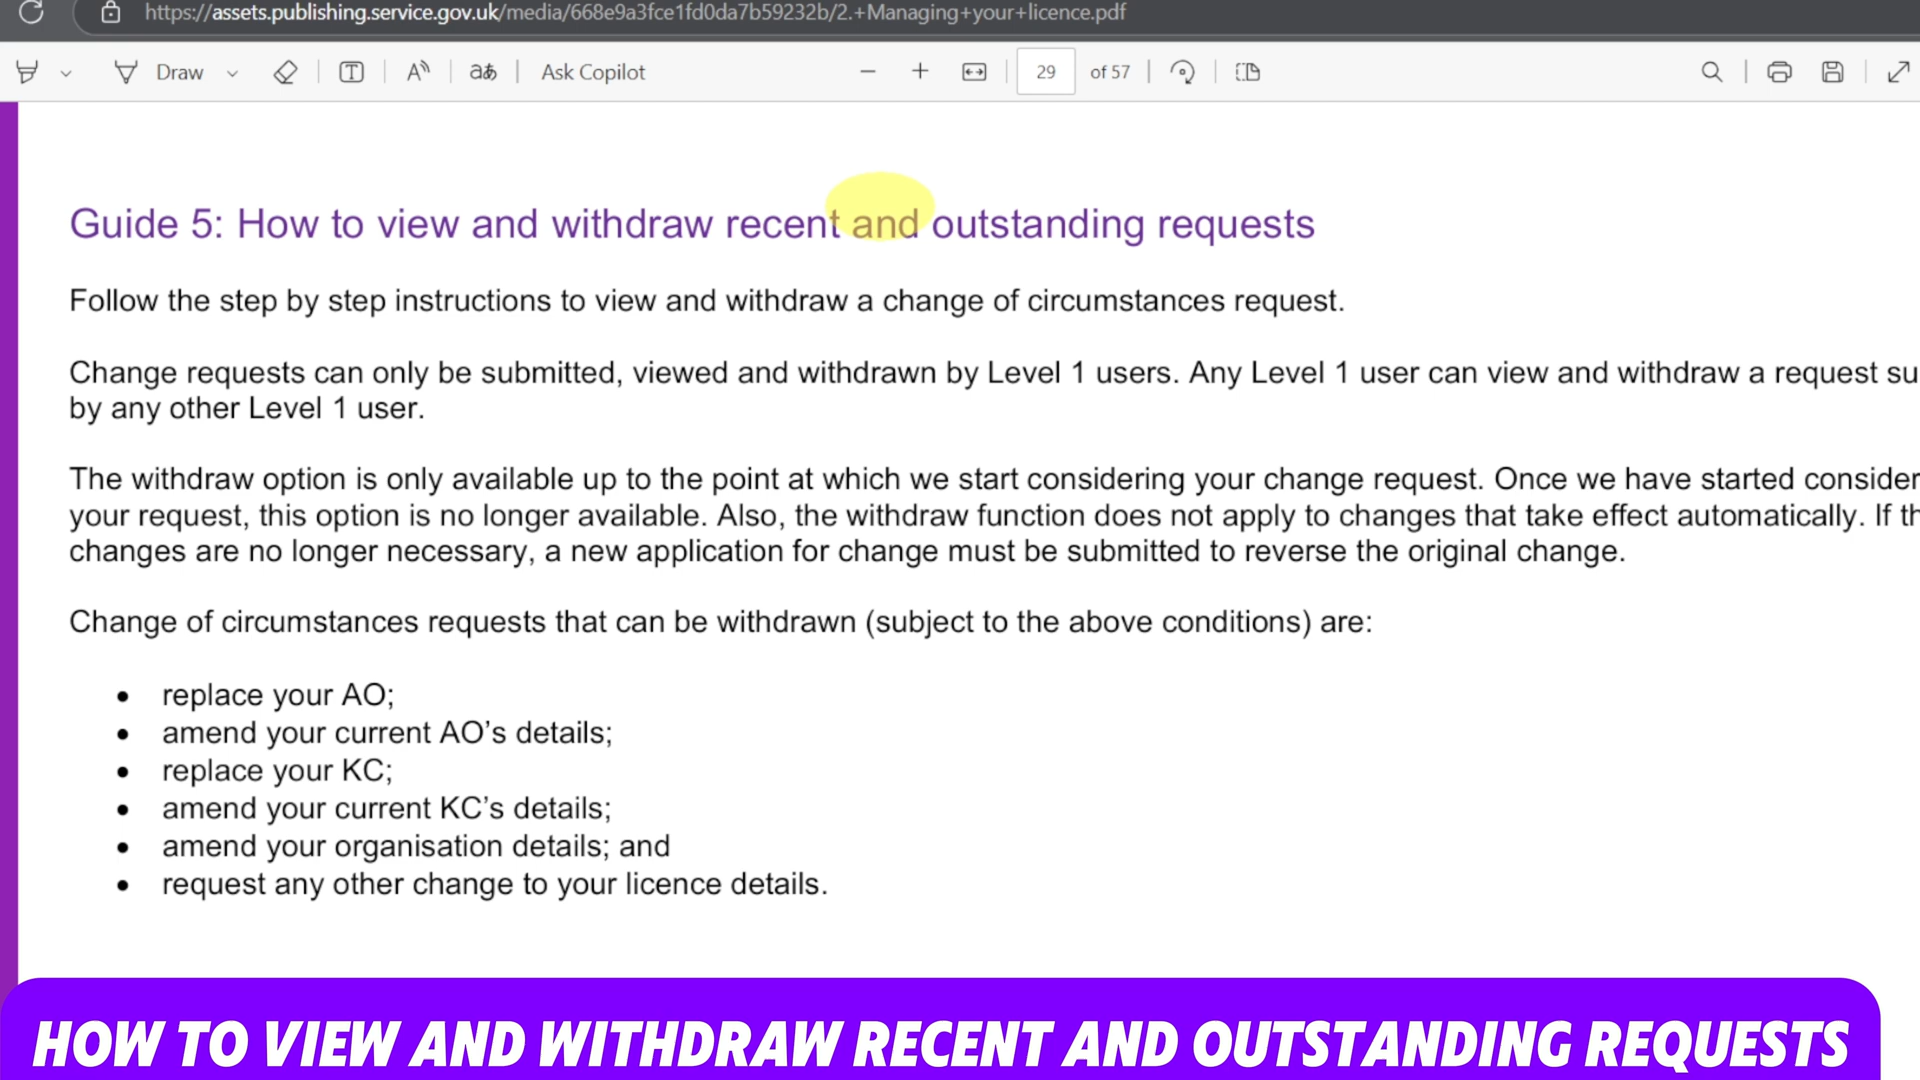 https://assets.publishing.service.gov.uk/media/668e9a3fce1fd0da7b59232b/2.+Managing+your+licence.pdf
Draw
aあ
Ask Copilot
29 of 57
Guide 5: How to view and withdraw recent and outstanding requests
Follow the step by step instructions to view and withdraw a change of circumstances request.
Change requests can only be submitted, viewed and withdrawn by Level 1 users. Any Level 1 user can view and withdraw a request su
by any other Level 1 user.
The withdraw option is only available up to the point at which we start considering your change request. Once we have started consider
your request, this option is no longer available. Also, the withdraw function does not apply to changes that take effect automatically. If th
changes are no longer necessary, a new application for change must be submitted to reverse the original change.
Change of circumstances requests that can be withdrawn (subject to the above conditions) are:
• replace your AO;
• amend your current AO’s details;
• replace your KC;
• amend your current KC’s details;
• amend your organisation details; and
• request any other change to your licence details.
HOW TO VIEW AND WITHDRAW RECENT AND OUTSTANDING REQUESTS